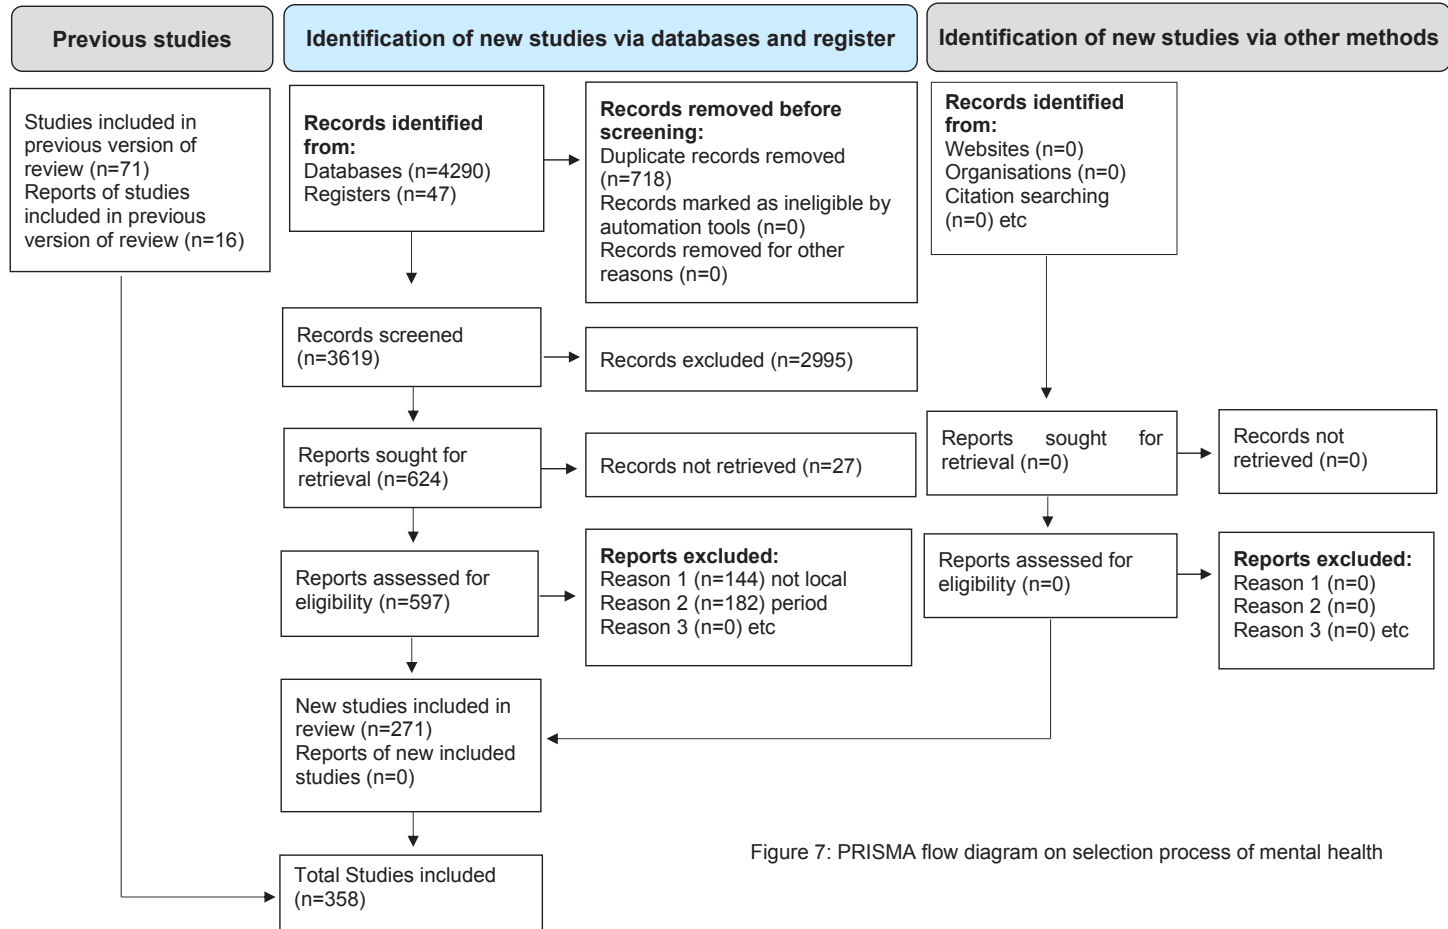 Previous studies
Identification of new studies via databases and register
Identification of new studies via other methods
Studies included in
previous version of
review (n=71)
Reports of studies
included in previous
version of review (n=16)
Records identified
from:
Databases (n=4290)
Registers (n=47)
Records removed before
screening:
Duplicate records removed
(n=718)
Records marked as ineligible by
automation tools (n=0)
Records removed for other
reasons (n=0)
Records identified
from:
Websites (n=0)
Organisations (n=0)
Citation searching
(n=0) etc
Records screened
(n=3619)
Records excluded (n=2995)
Reports sought for
retrieval (n=624)
Records not retrieved (n=27)
Reports sought for
retrieval (n=0)
Records not
retrieved (n=0)
Reports assessed for
eligibility (n=597)
Reports excluded:
Reason 1 (n=144) not local
Reason 2 (n=182) period
Reason 3 (n=0) etc
Reports assessed for
eligibility (n=0)
Reports excluded:
Reason 1 (n=0)
Reason 2 (n=0)
Reason 3 (n=0) etc
New studies included in
review (n=271)
Reports of new included
studies (n=0)
Total Studies included
(n=358)
Figure 7: PRISMA flow diagram on selection process of mental health